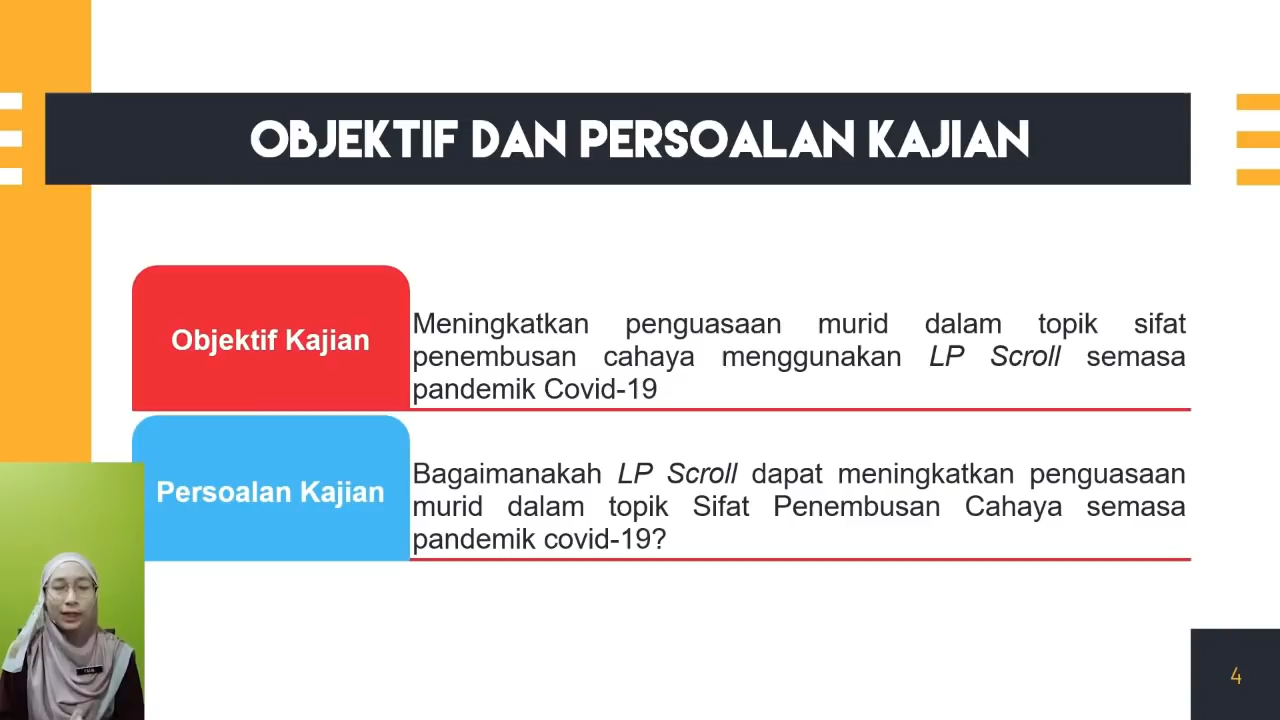 OBJEKTIF DAN PERSOALAN KAJIAN
Objektif Kajian
Meningkatkan penguasaan murid dalam topik sifat
penembusan cahaya menggunakan LP Scroll semasa
pandemik Covid-19
Persoalan Kajian
Bagaimanakah LP Scroll dapat meningkatkan penguasaan
murid dalam topik Sifat Penembusan Cahaya semasa
pandemik covid-19?
4